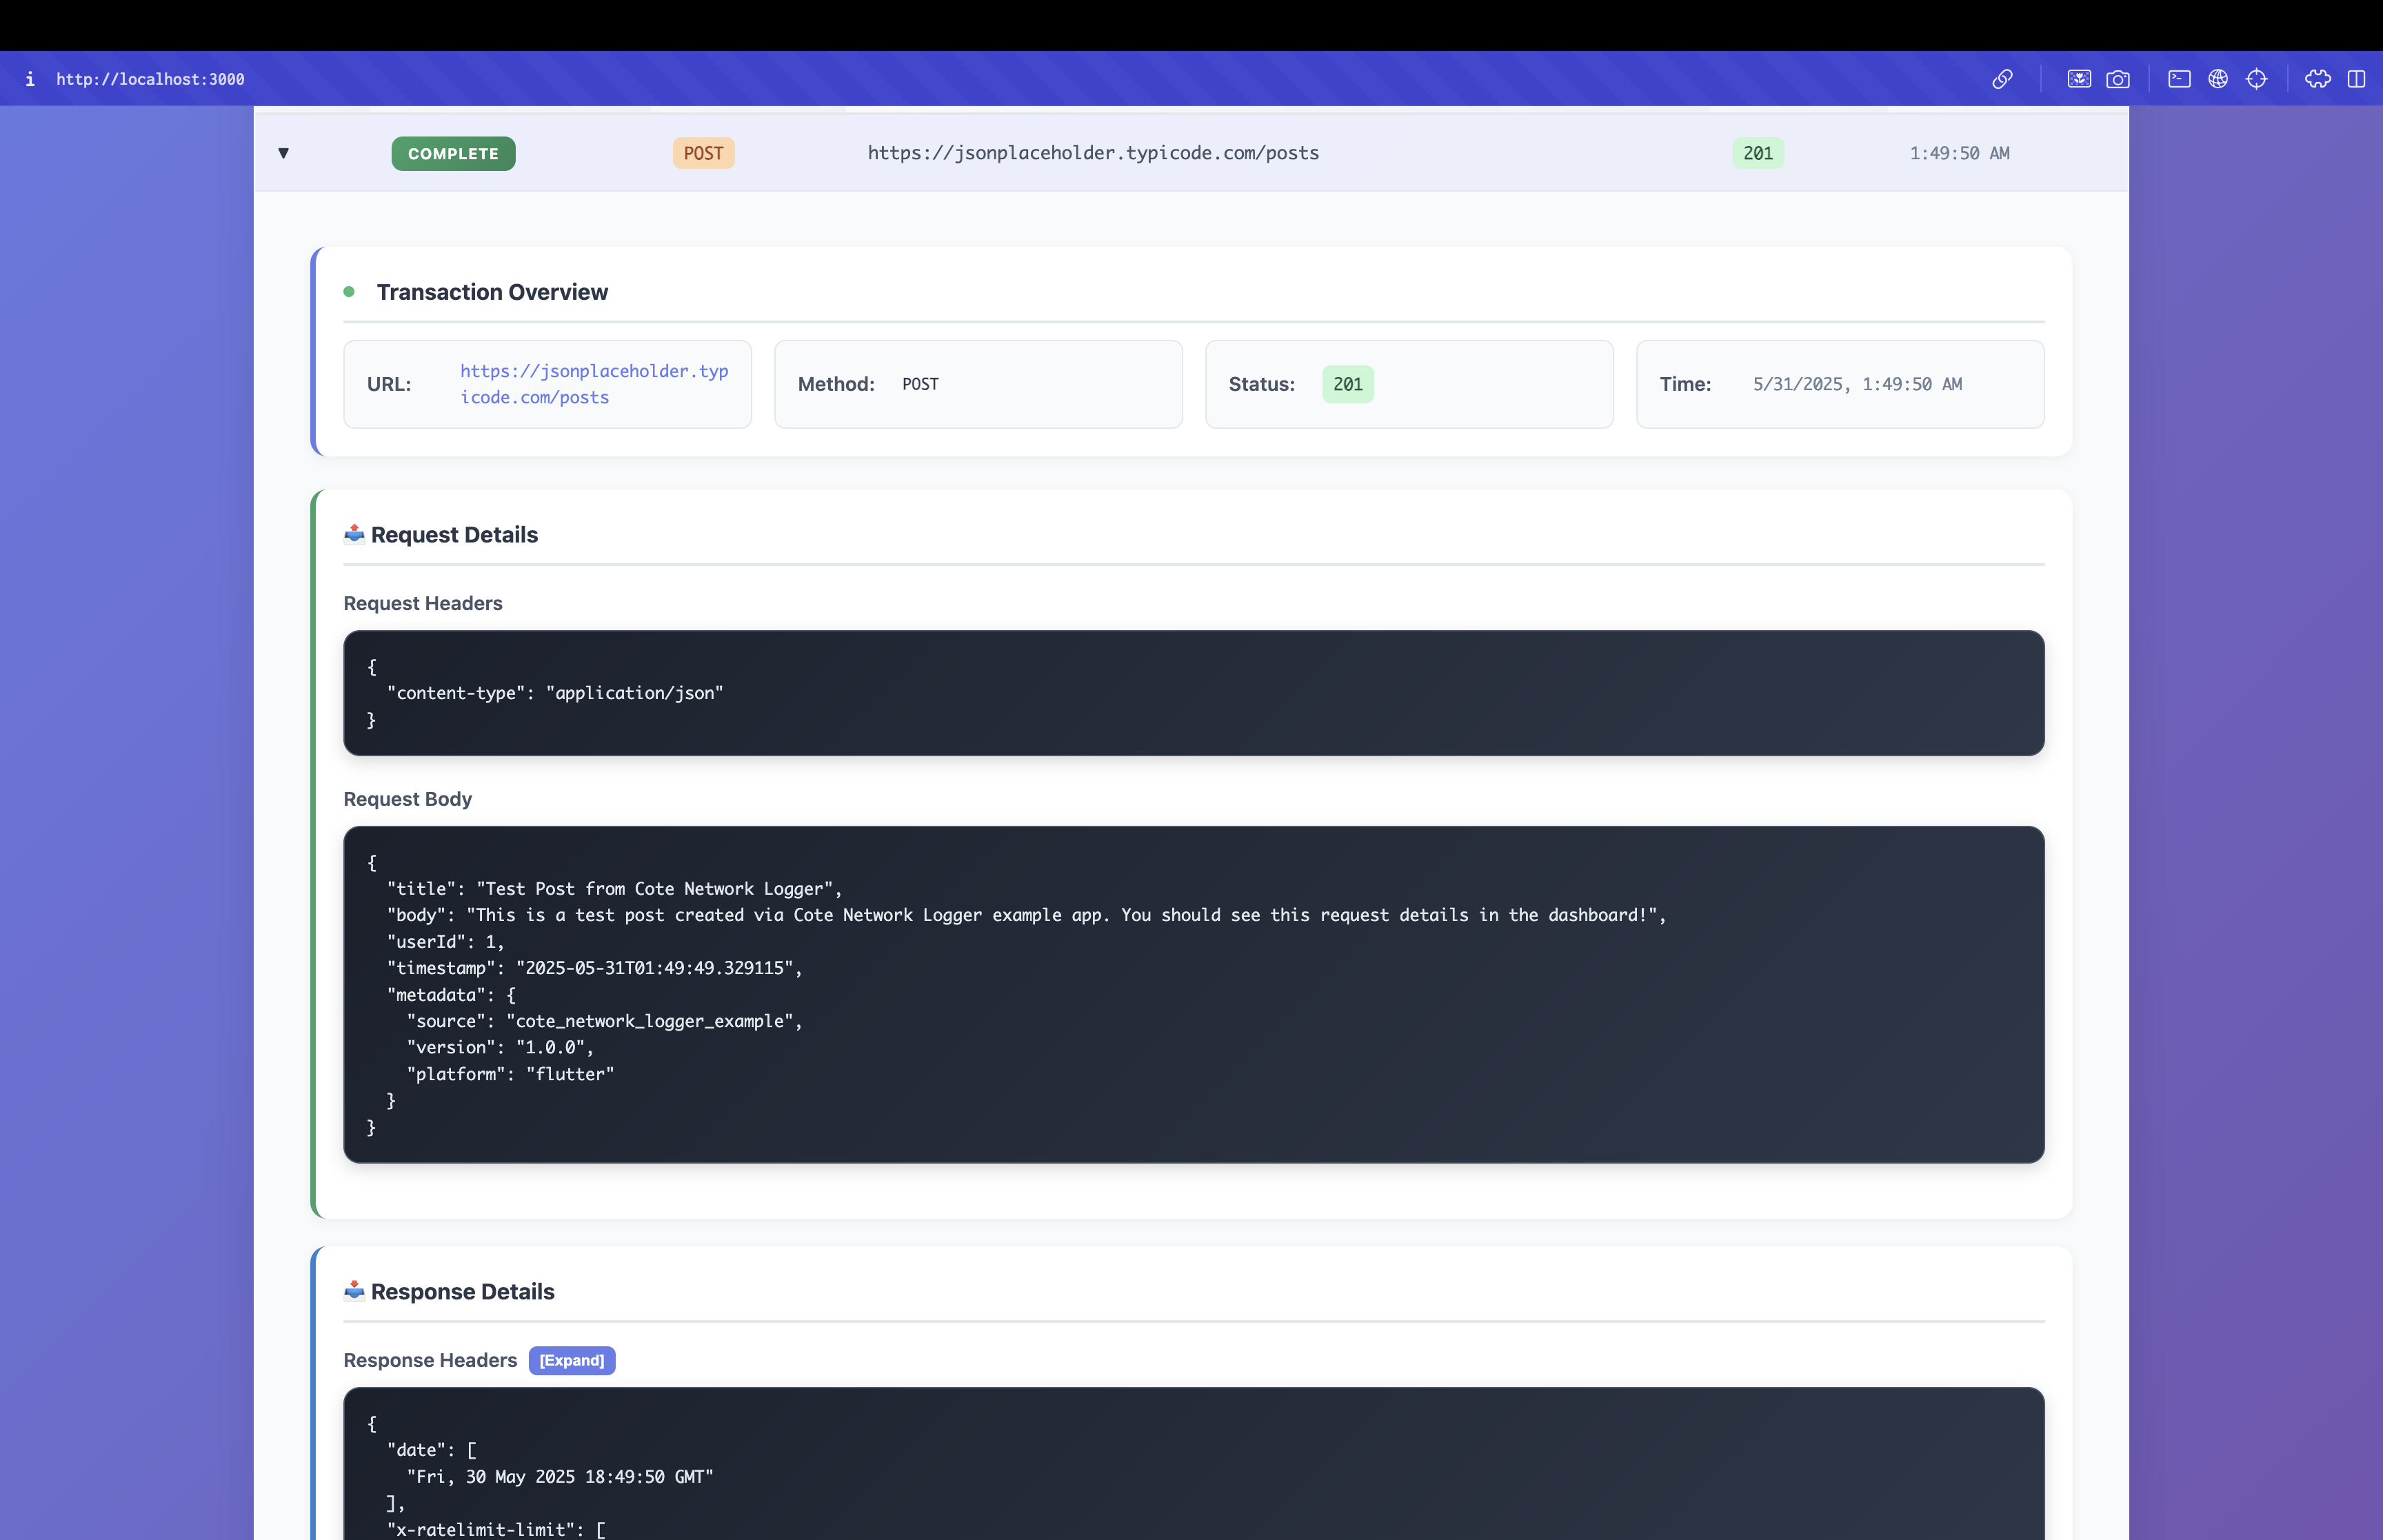 i http://localhost:3000
▼ COMPLETE POST https://jsonplaceholder.typicode.com/posts 201 1:49:50 AM
Transaction Overview
URL: https://jsonplaceholder.typ
icode.com/posts
Method: POST
Status: 201
Time: 5/31/2025, 1:49:50 AM
Request Details
Request Headers
{
  "content-type": "application/json"
}
Request Body
{
  "title": "Test Post from Cote Network Logger",
  "body": "This is a test post created via Cote Network Logger example app. You should see this request details in the dashboard!",
  "userId": 1,
  "timestamp": "2025-05-31T01:49:49.329115",
  "metadata": {
    "source": "cote_network_logger_example",
    "version": "1.0.0",
    "platform": "flutter"
  }
}
Response Details
Response Headers [Expand]
{
  "date": [
    "Fri, 30 May 2025 18:49:50 GMT"
  ],
  "x-ratelimit-limit": [